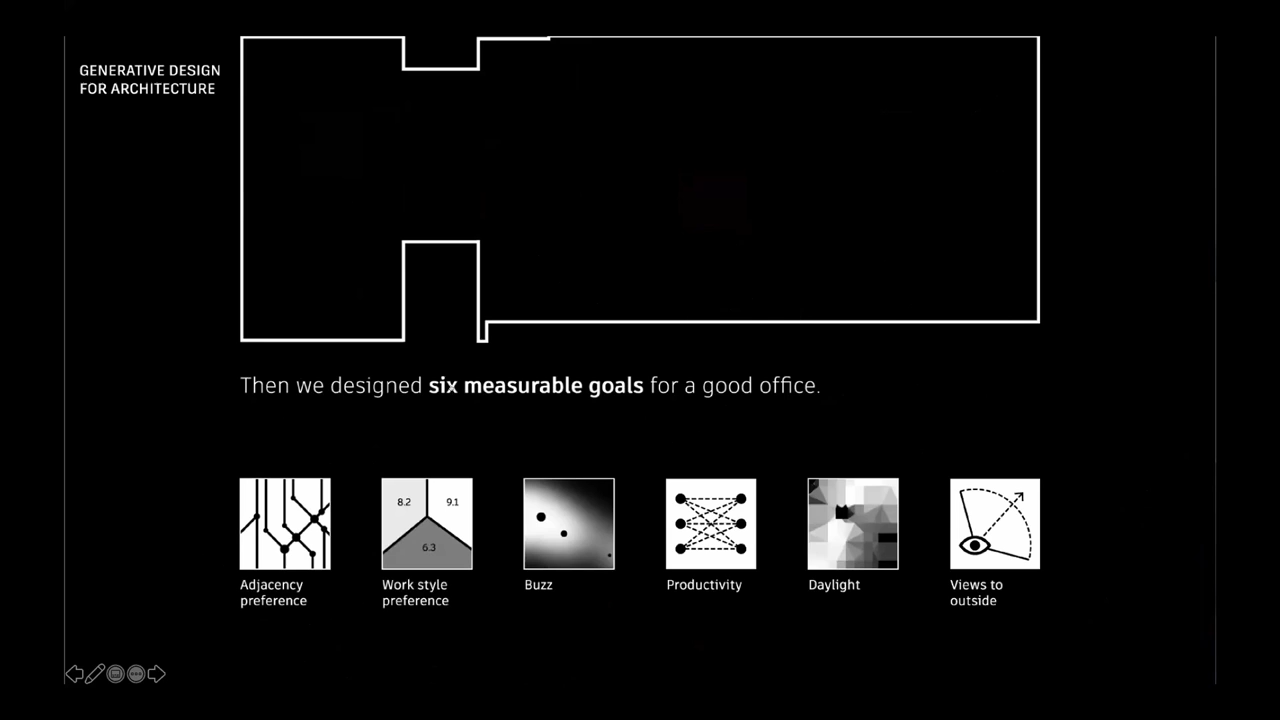 GENERATIVE DESIGN
FOR ARCHITECTURE
Then we designed six measurable goals for a good office.
8.2
9.1
6.3
Adjacency
preference
Work style
preference
Buzz
Productivity
Daylight
Views to
outside